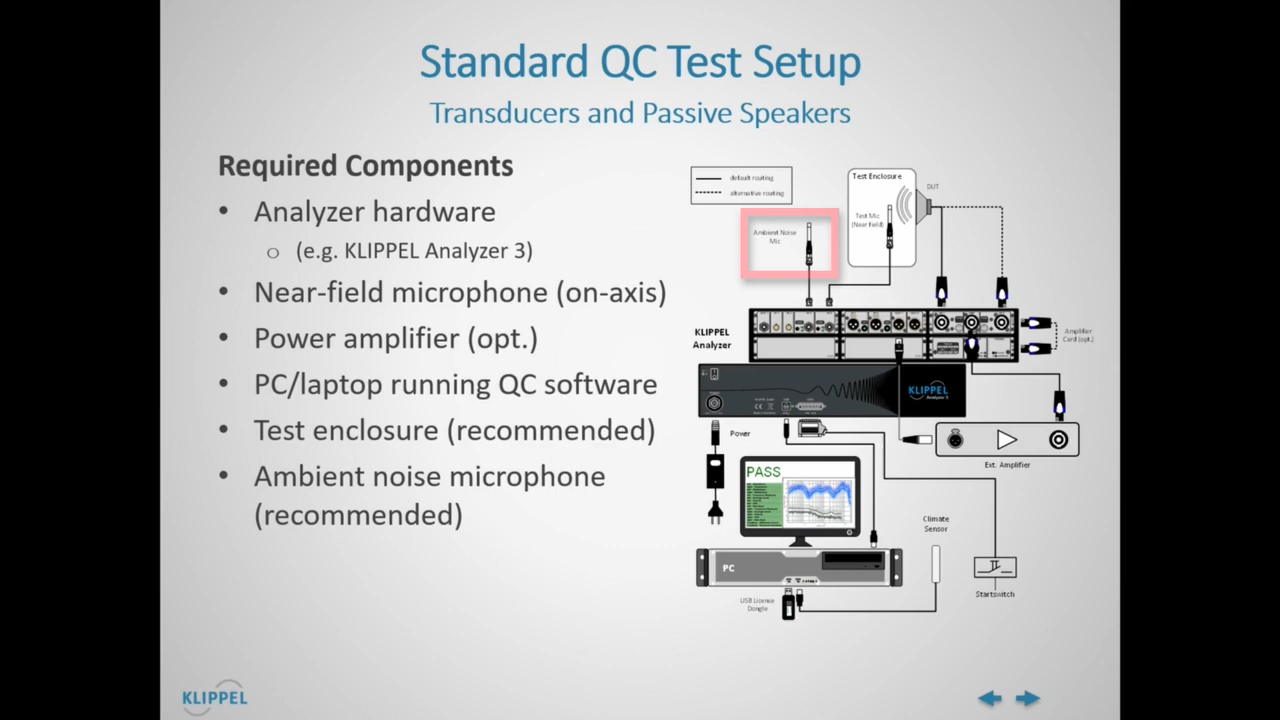 Standard QC Test Setup
Transducers and Passive Speakers
Required Components
• Analyzer hardware
o (e.g. KLIPPEL Analyzer 3)
• Near-field microphone (on-axis)
• Power amplifier (opt.)
• PC/laptop running QC software
• Test enclosure (recommended)
• Ambient noise microphone
(recommended)
default routing
alternative routing
Test Enclosure
DUT
Test Mic
(Near Field)
Ambient Noise
Mic
KLIPPEL
Analyzer
Amplifier
Card (opt.)
KLIPPEL
Analyzer 3
Power
Ext. Amplifier
PASS
Climate
Sensor
PC
Startswitch
USB License
Dongle
KLIPPEL